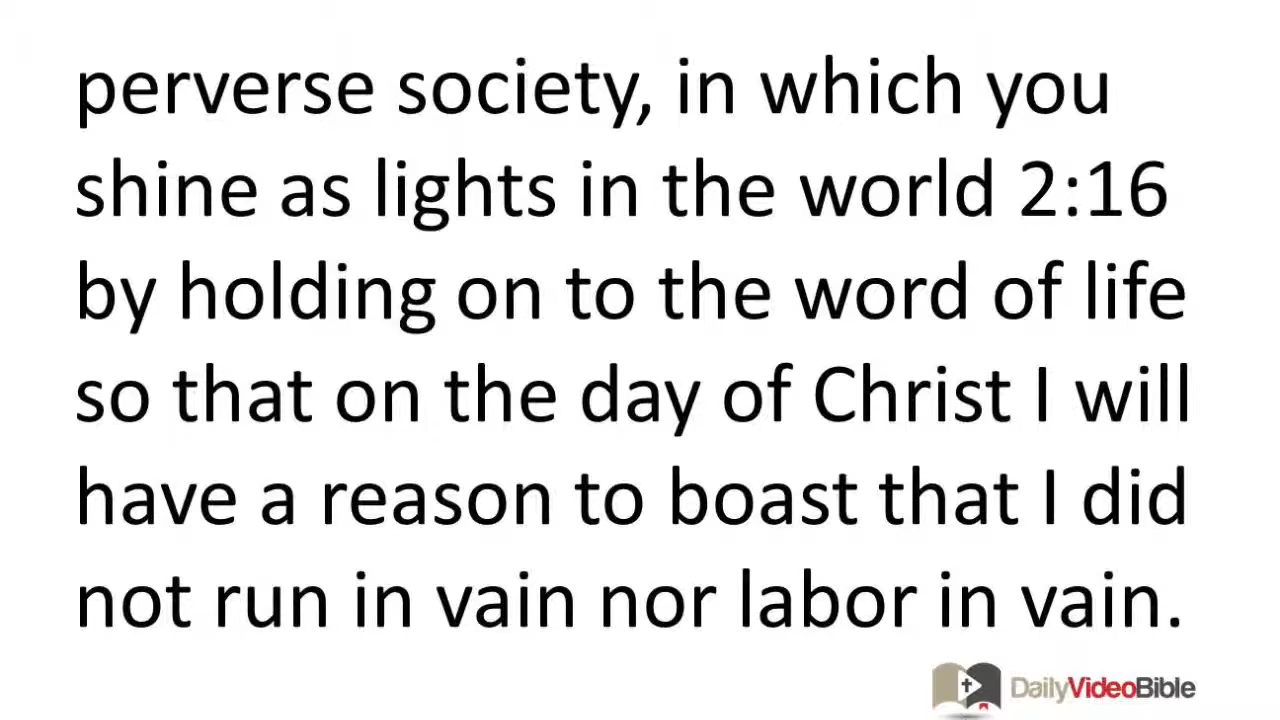 perverse society, in which you
shine as lights in the world 2:16
by holding on to the word of life
so that on the day of Christ I will
have a reason to boast that I did
not run in vain nor labor in vain.
DailyVideoBible